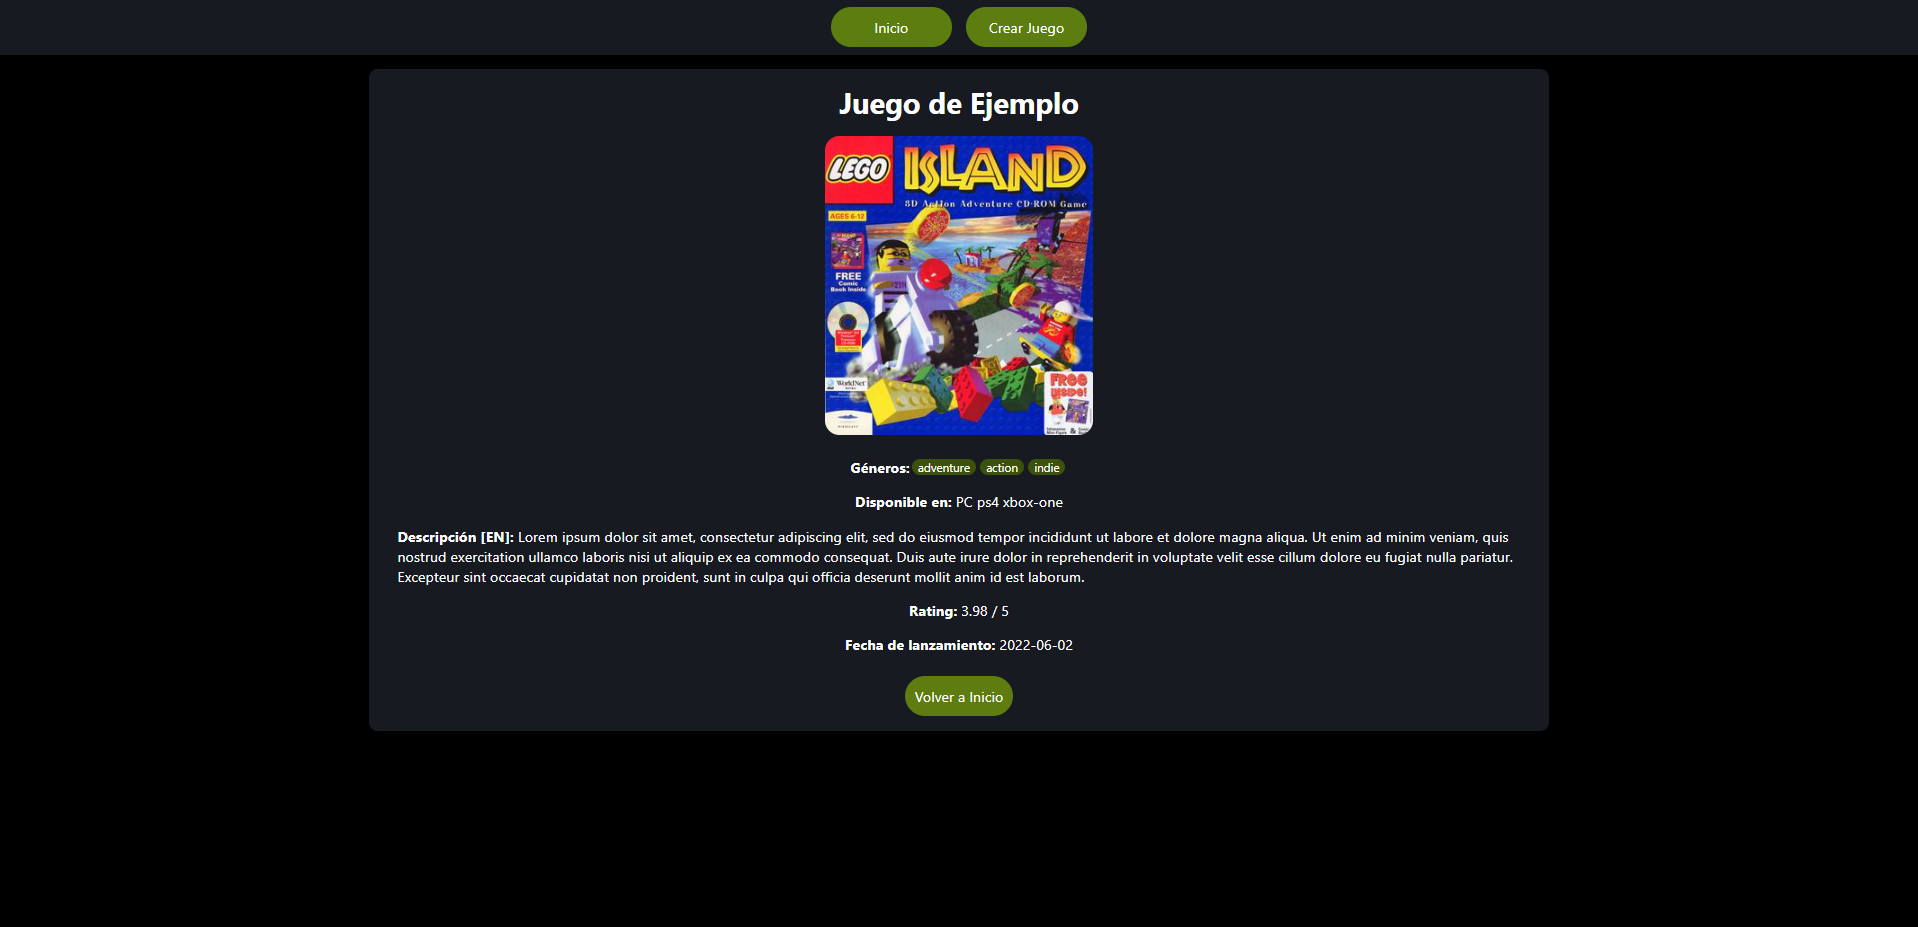 Inicio
Crear Juego
Juego de Ejemplo
LEGO
ISLAND
3D Action Adventure CD-ROM Game
AGES 6-12
FREE
Comic
Book Inside
WorldNet
FREE
INSIDE!
Géneros: adventure action indie
Disponible en: PC ps4 xbox-one
Descripción [EN]: Lorem ipsum dolor sit amet, consectetur adipiscing elit, sed do eiusmod tempor incididunt ut labore et dolore magna aliqua. Ut enim ad minim veniam, quis
nostrud exercitation ullamco laboris nisi ut aliquip ex ea commodo consequat. Duis aute irure dolor in reprehenderit in voluptate velit esse cillum dolore eu fugiat nulla pariatur.
Excepteur sint occaecat cupidatat non proident, sunt in culpa qui officia deserunt mollit anim id est laborum.
Rating: 3.98 / 5
Fecha de lanzamiento: 2022-06-02
Volver a Inicio